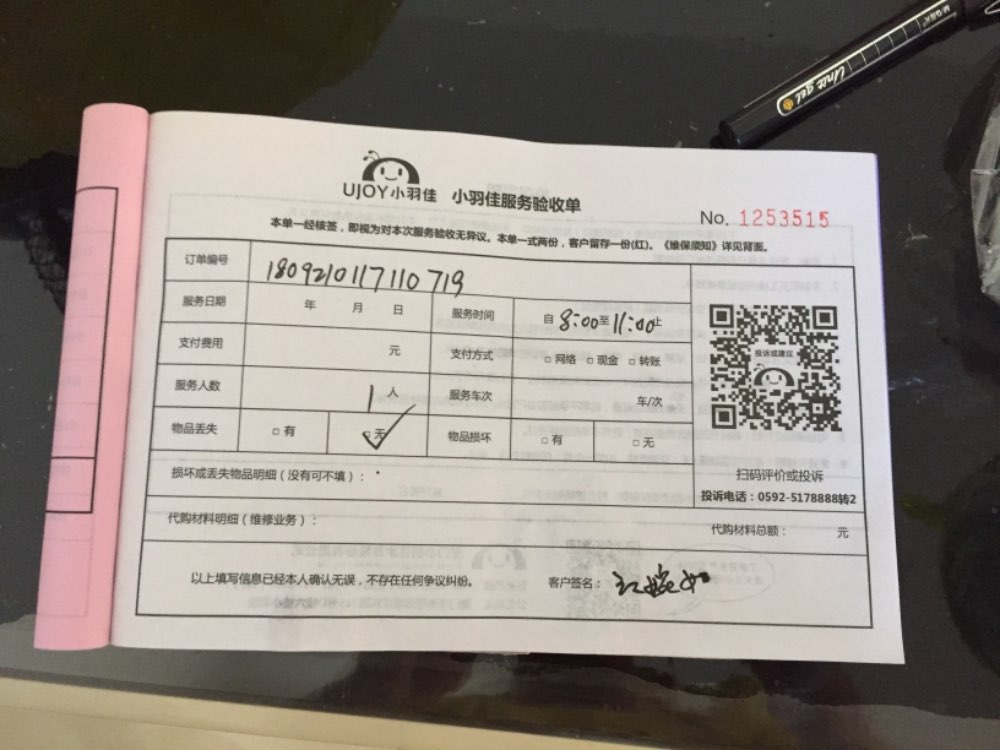 UJOY小羽佳 小羽佳服务验收单
No. 1253515
本单一经核签，即视为对本次服务验收无异议。本单一式两份，客户留存一份(红)。《维保须知》详见背面。
订单编号 1809210117110719
服务日期 年 月 日 服务时间 自 8:00 至 11:00 止
支付费用 元 支付方式 □ 网络 □ 现金 □ 转账
服务人数 1 人 服务车次 车/次
物品丢失 □ 有 □ 无 ✓ 物品损坏 □ 有 □ 无
投诉或建议
扫码评价或投诉
投诉电话：0592-5178888转2
损坏或丢失物品明细（没有可不填）：
代购材料明细（维修业务）： 代购材料总额： 元
以上填写信息已经本人确认无误，不存在任何争议纠纷。 客户签名：
Unit gel